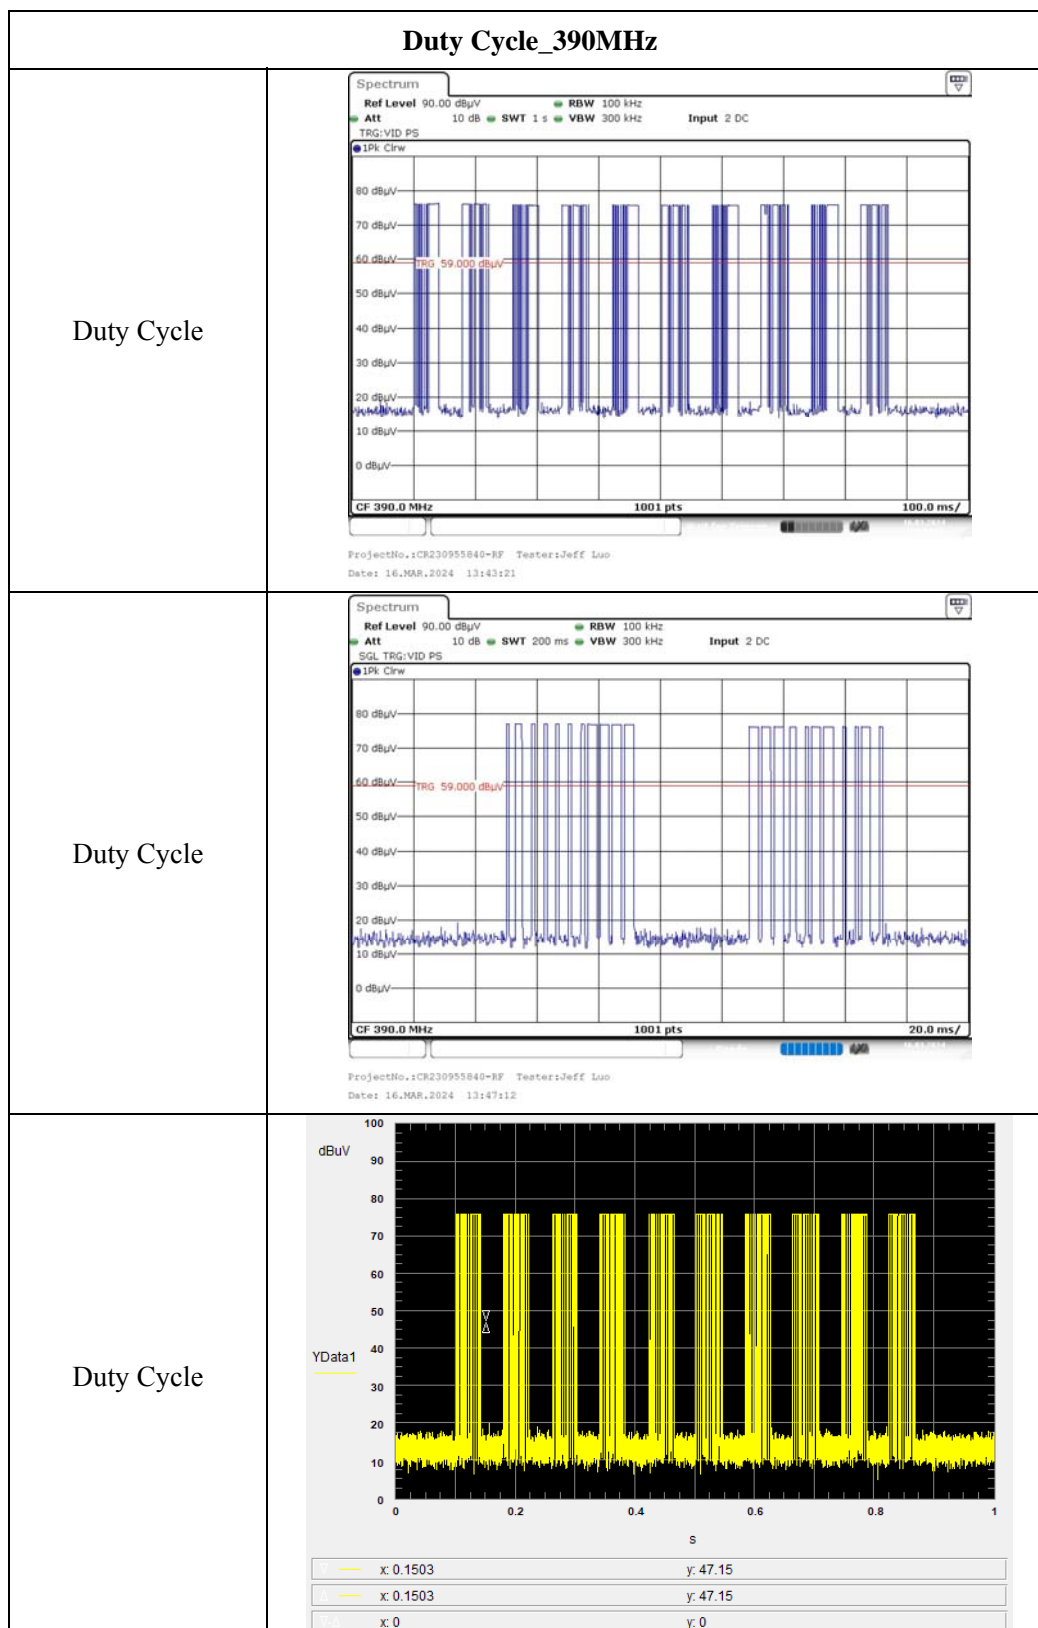 Duty Cycle_390MHz
Duty Cycle
Spectrum
Ref Level 90.00 dBµV RBW 100 kHz
Att 10 dB SWT 1 s VBW 300 kHz Input 2 DC
TRG:VID PS
1Pk Clrw
80 dBµV
70 dBµV
60 dBµV
TRG 59.000 dBµV
50 dBµV
40 dBµV
30 dBµV
20 dBµV
10 dBµV
0 dBµV
CF 390.0 MHz 1001 pts 100.0 ms/
ProjectNo.:CR230955840-RF Tester:Jeff Luo
Date: 16.MAR.2024 13:43:21
Duty Cycle
Spectrum
Ref Level 90.00 dBµV RBW 100 kHz
Att 10 dB SWT 200 ms VBW 300 kHz Input 2 DC
SGL TRG:VID PS
1Pk Clrw
80 dBµV
70 dBµV
60 dBµV
TRG 59.000 dBµV
50 dBµV
40 dBµV
30 dBµV
20 dBµV
10 dBµV
0 dBµV
CF 390.0 MHz 1001 pts 20.0 ms/
ProjectNo.:CR230955840-RF Tester:Jeff Luo
Date: 16.MAR.2024 13:47:12
Duty Cycle
100
dBuV
90
80
70
60
50
YData1
40
30
20
10
0
0 0.2 0.4 0.6 0.8 1
s
x: 0.1503 y: 47.15
x: 0.1503 y: 47.15
x: 0 y: 0